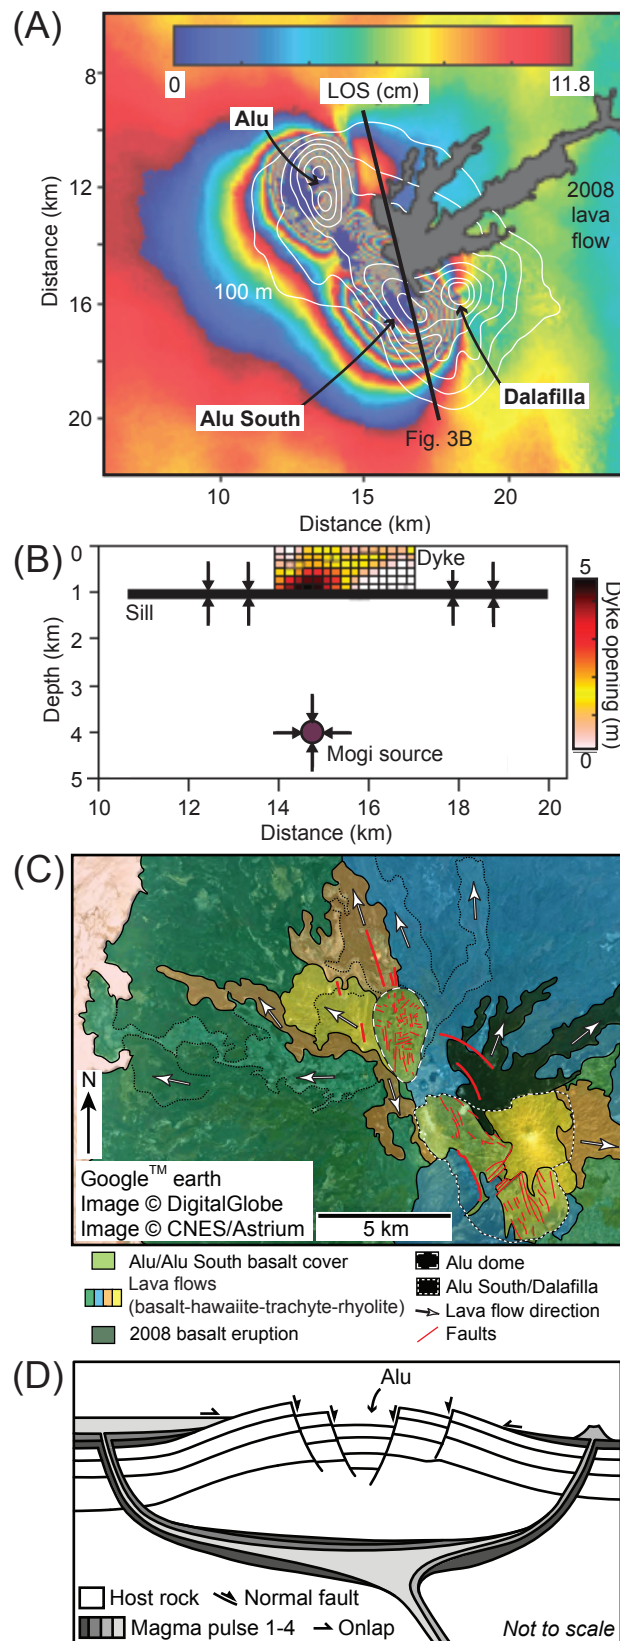 (A)
0
11.8
LOS (cm)
Alu
2008
lava
flow
100 m
Alu South
Dalafilla
Fig. 3B
8
12
16
20
Distance (km)
10
15
20
Distance (km)
(B)
0
1
2
3
4
5
Depth (km)
Dyke
Sill
Mogi source
5
0
Dyke opening (m)
10
12
14
16
18
20
Distance (km)
(C)
N
Google™ earth
Image © DigitalGlobe
Image © CNES/Astrium
5 km
Alu/Alu South basalt cover
Lava flows
(basalt-hawaiite-trachyte-rhyolite)
2008 basalt eruption
Alu dome
Alu South/Dalafilla
Lava flow direction
Faults
(D)
Alu
Host rock
Normal fault
Magma pulse 1-4
Onlap
Not to scale